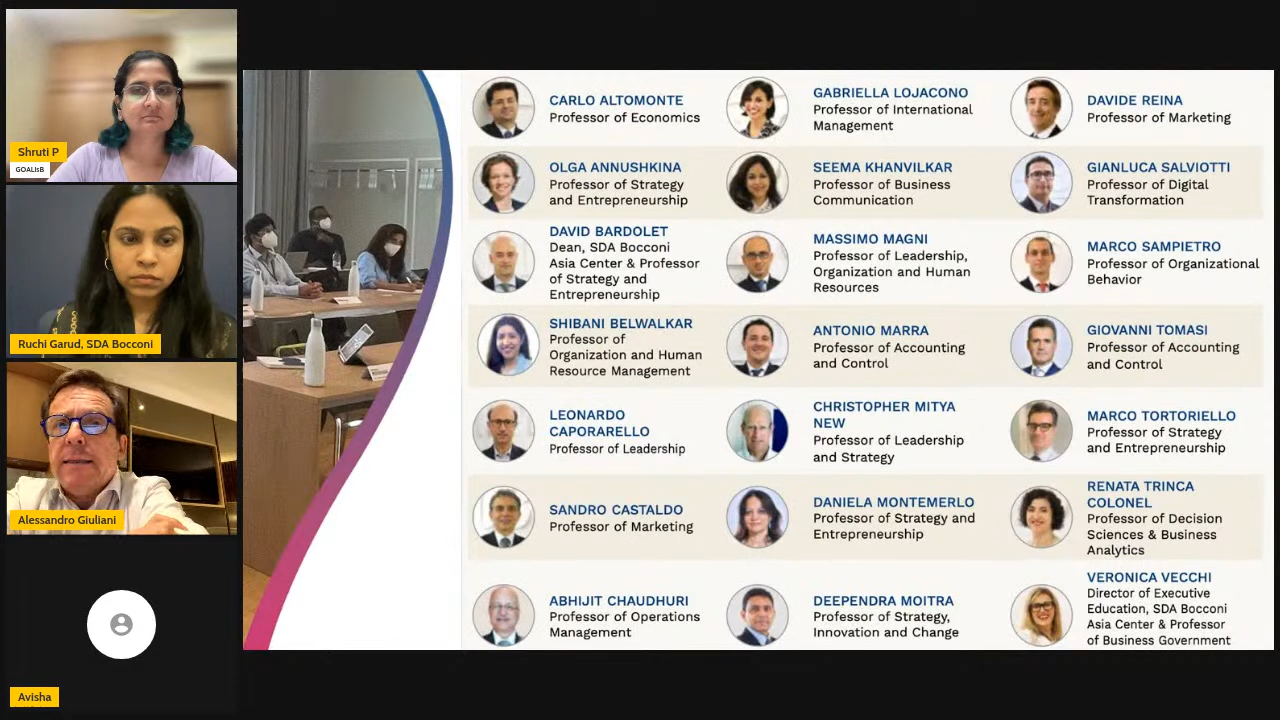 Shruti P
GOALisB
Ruchi Garud, SDA Bocconi
Alessandro Giuliani
Avisha
CARLO ALTOMONTE
Professor of Economics
GABRIELLA LOJACONO
Professor of International
Management
DAVIDE REINA
Professor of Marketing
OLGA ANNUSHKINA
Professor of Strategy
and Entrepreneurship
SEEMA KHANVILKAR
Professor of Business
Communication
GIANLUCA SALVIOTTI
Professor of Digital
Transformation
DAVID BARDOLET
Dean, SDA Bocconi
Asia Center & Professor
of Strategy and
Entrepreneurship
MASSIMO MAGNI
Professor of Leadership,
Organization and Human
Resources
MARCO SAMPIETRO
Professor of Organizational
Behavior
SHIBANI BELWALKAR
Professor of
Organization and Human
Resource Management
ANTONIO MARRA
Professor of Accounting
and Control
GIOVANNI TOMASI
Professor of Accounting
and Control
LEONARDO
CAPORARELLO
Professor of Leadership
CHRISTOPHER MITYA
NEW
Professor of Leadership
and Strategy
MARCO TORTORIELLO
Professor of Strategy
and Entrepreneurship
SANDRO CASTALDO
Professor of Marketing
DANIELA MONTEMERLO
Professor of Strategy and
Entrepreneurship
RENATA TRINCA
COLONEL
Professor of Decision
Sciences & Business
Analytics
ABHIJIT CHAUDHURI
Professor of Operations
Management
DEEPENDRA MOITRA
Professor of Strategy,
Innovation and Change
VERONICA VECCHI
Director of Executive
Education, SDA Bocconi
Asia Center & Professor
of Business Government